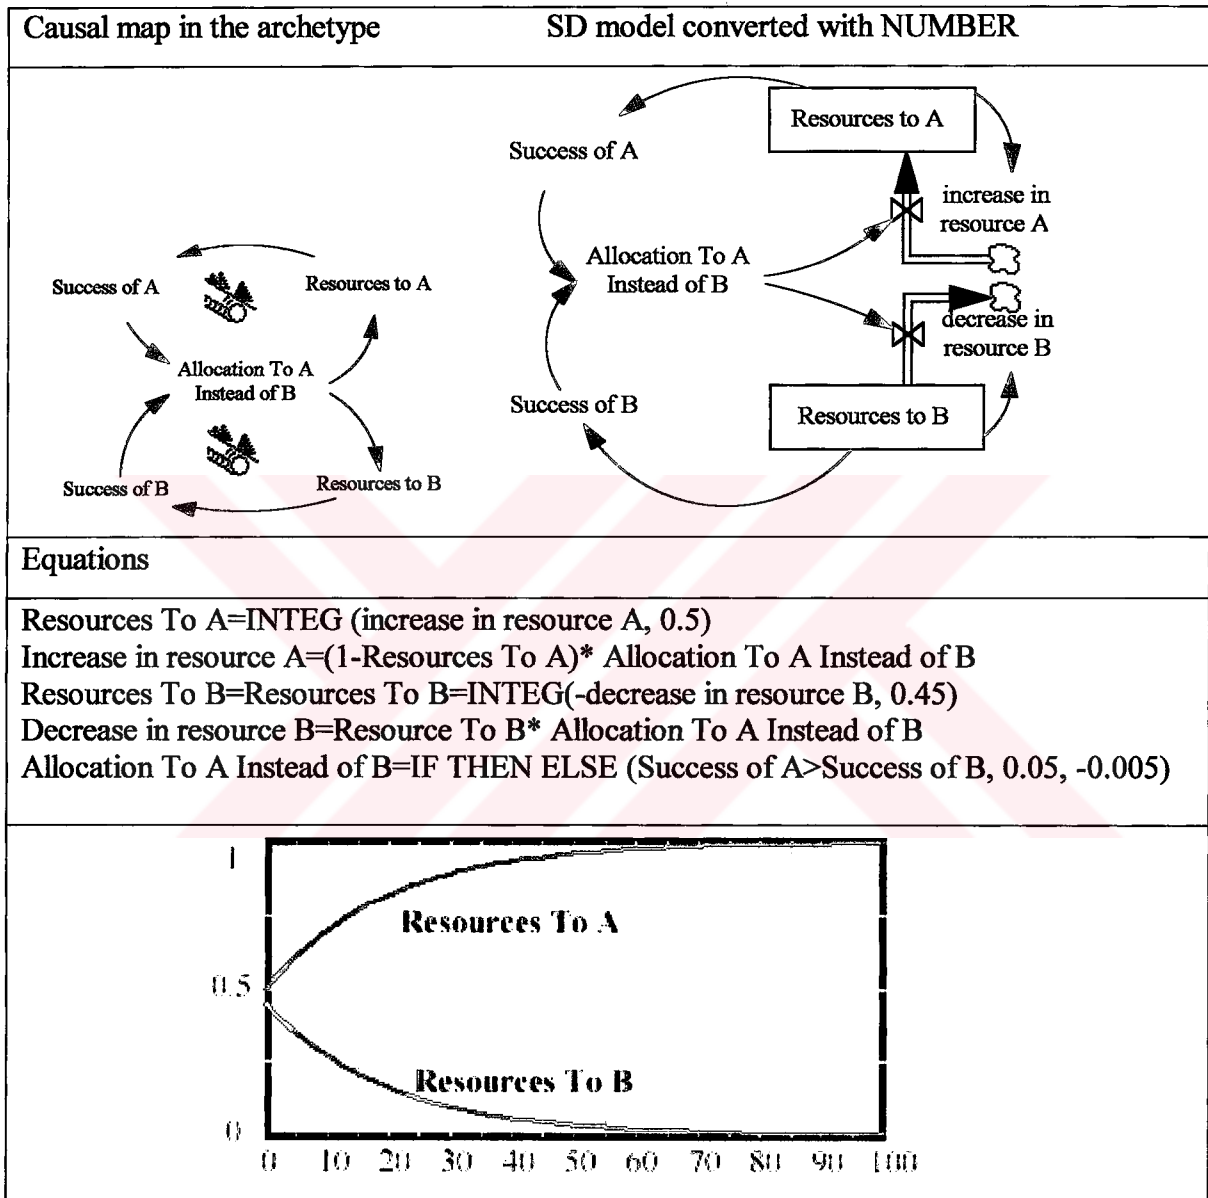 Causal map in the archetype
SD model converted with NUMBER
Success of A
Resources to A
Allocation To A
Instead of B
Success of B
Resources to B
Resources to A
Success of A
increase in
resource A
Allocation To A
Instead of B
decrease in
resource B
Success of B
Resources to B
Equations
Resources To A=INTEG (increase in resource A, 0.5)
Increase in resource A=(1-Resources To A)* Allocation To A Instead of B
Resources To B=Resources To B=INTEG(-decrease in resource B, 0.45)
Decrease in resource B=Resource To B* Allocation To A Instead of B
Allocation To A Instead of B=IF THEN ELSE (Success of A>Success of B, 0.05, -0.005)
1
Resources To A
0.5
Resources To B
0
0 10 20 30 40 50 60 70 80 90 100